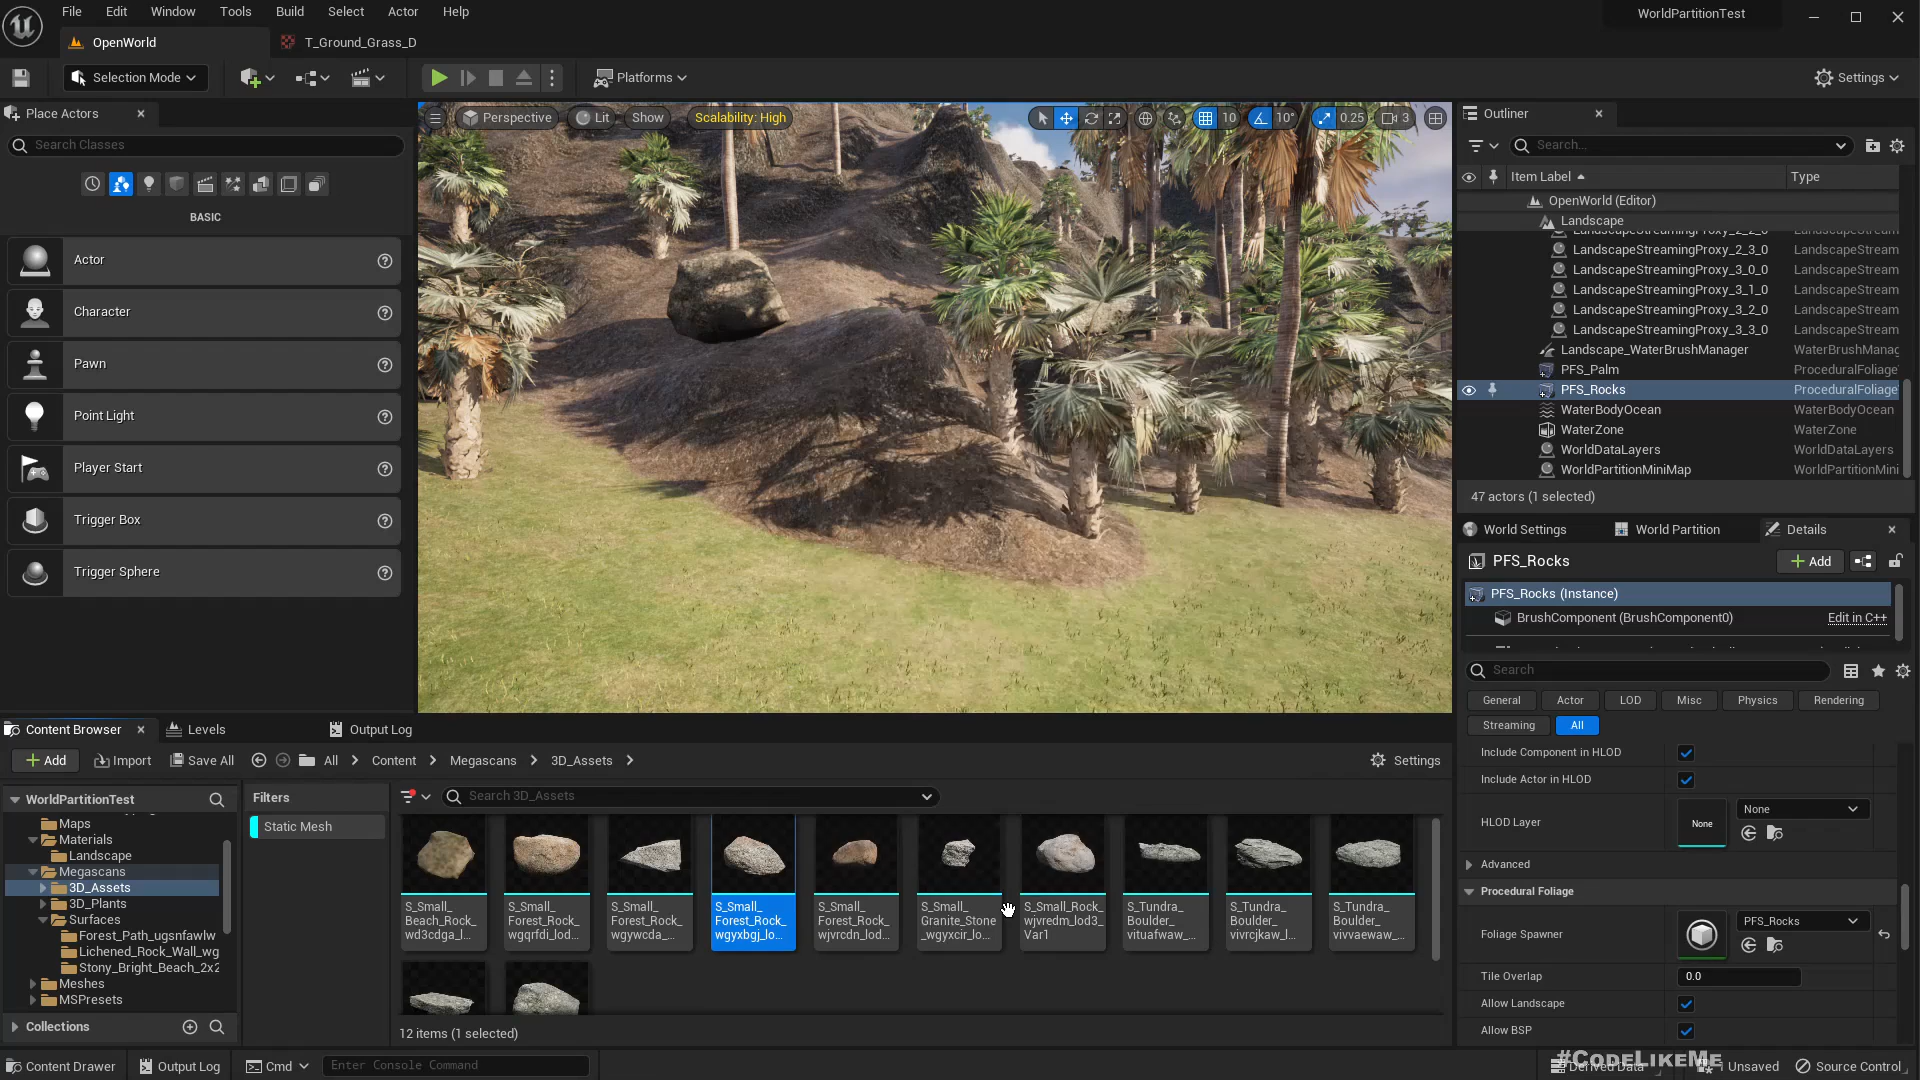 File Edit Window Tools Build Select Actor Help
WorldPartitionTest
OpenWorld
T_Ground_Grass_D
Selection Mode
Platforms
Settings
Place Actors
Search Classes
BASIC
Actor
Character
Pawn
Point Light
Player Start
Trigger Box
Trigger Sphere
Perspective Lit Show Scalability: High 10 10° 0.25 3
Outliner
Search...
Item Label Type
OpenWorld (Editor)
Landscape
LandscapeStreamingProxy_2_2_0 LandscapeStream
LandscapeStreamingProxy_2_3_0 LandscapeStream
LandscapeStreamingProxy_3_0_0 LandscapeStream
LandscapeStreamingProxy_3_1_0 LandscapeStream
LandscapeStreamingProxy_3_2_0 LandscapeStream
LandscapeStreamingProxy_3_3_0 LandscapeStream
Landscape_WaterBrushManager WaterBrushManag
PFS_Palm ProceduralFoliage
PFS_Rocks ProceduralFoliage
WaterBodyOcean WaterBodyOcean
WaterZone WaterZone
WorldDataLayers WorldDataLayers
WorldPartitionMiniMap WorldPartitionMini
47 actors (1 selected)
World Settings World Partition Details
PFS_Rocks
Add
PFS_Rocks (Instance)
BrushComponent (BrushComponent0) Edit in C++
Search
General Actor LOD Misc Physics Rendering
Streaming All
Include Component in HLOD
Include Actor in HLOD
HLOD Layer None None
Advanced
Procedural Foliage
Foliage Spawner PFS_Rocks
Tile Overlap 0.0
Allow Landscape
Allow BSP
Content Browser Levels Output Log
Add Import Save All All Content Megascans 3D_Assets Settings
WorldPartitionTest
Maps
Materials
Landscape
Megascans
3D_Assets
3D_Plants
Surfaces
Forest_Path_ugsnfawlw
Lichened_Rock_Wall_wg
Stony_Bright_Beach_2x2
Meshes
MSPresets
Collections
Filters
Static Mesh
Search 3D_Assets
S_Small_
Beach_Rock_
wd3cdga_l...
S_Small_
Forest_Rock_
wgqrfdi_lod...
S_Small_
Forest_Rock_
wgywcda_...
S_Small_
Forest_Rock_
wgyxbgj_lo...
S_Small_
Forest_Rock_
wjvrcdn_lod...
S_Small_
Granite_Stone
_wgyxcir_lo...
S_Small_Rock_
wjvredm_lod3_
Var1
S_Tundra_
Boulder_
vituafwaw_...
S_Tundra_
Boulder_
vivrcjkaw_l...
S_Tundra_
Boulder_
vivvaewaw_...
12 items (1 selected)
Content Drawer Output Log Cmd Enter Console Command
#CodeLikeMe
Derived Data 1 Unsaved Source Control